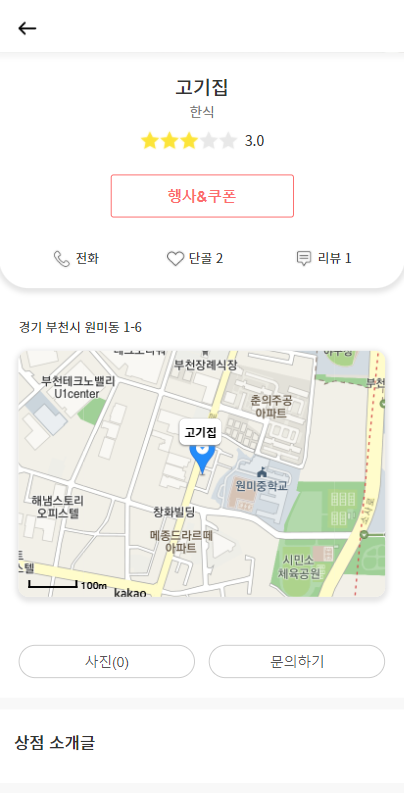 고기집
한식
3.0
행사&쿠폰
전화
단골 2
리뷰 1
경기 부천시 원미동 1-6
부천장례식장
부천테크노밸리
U1center
춘의주공
아파트
고기집
원미중학교
해냄스토리
오피스텔
창화빌딩
메종드라르떼
아파트
소사로
시민소
체육공원
100m
kakao
사진(0)
문의하기
상점 소개글